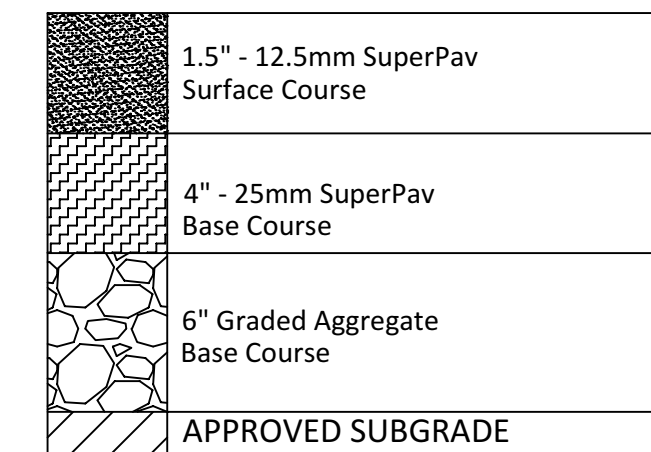 1.5" - 12.5mm SuperPav
Surface Course
4" - 25mm SuperPav
Base Course
6" Graded Aggregate
Base Course
APPROVED SUBGRADE